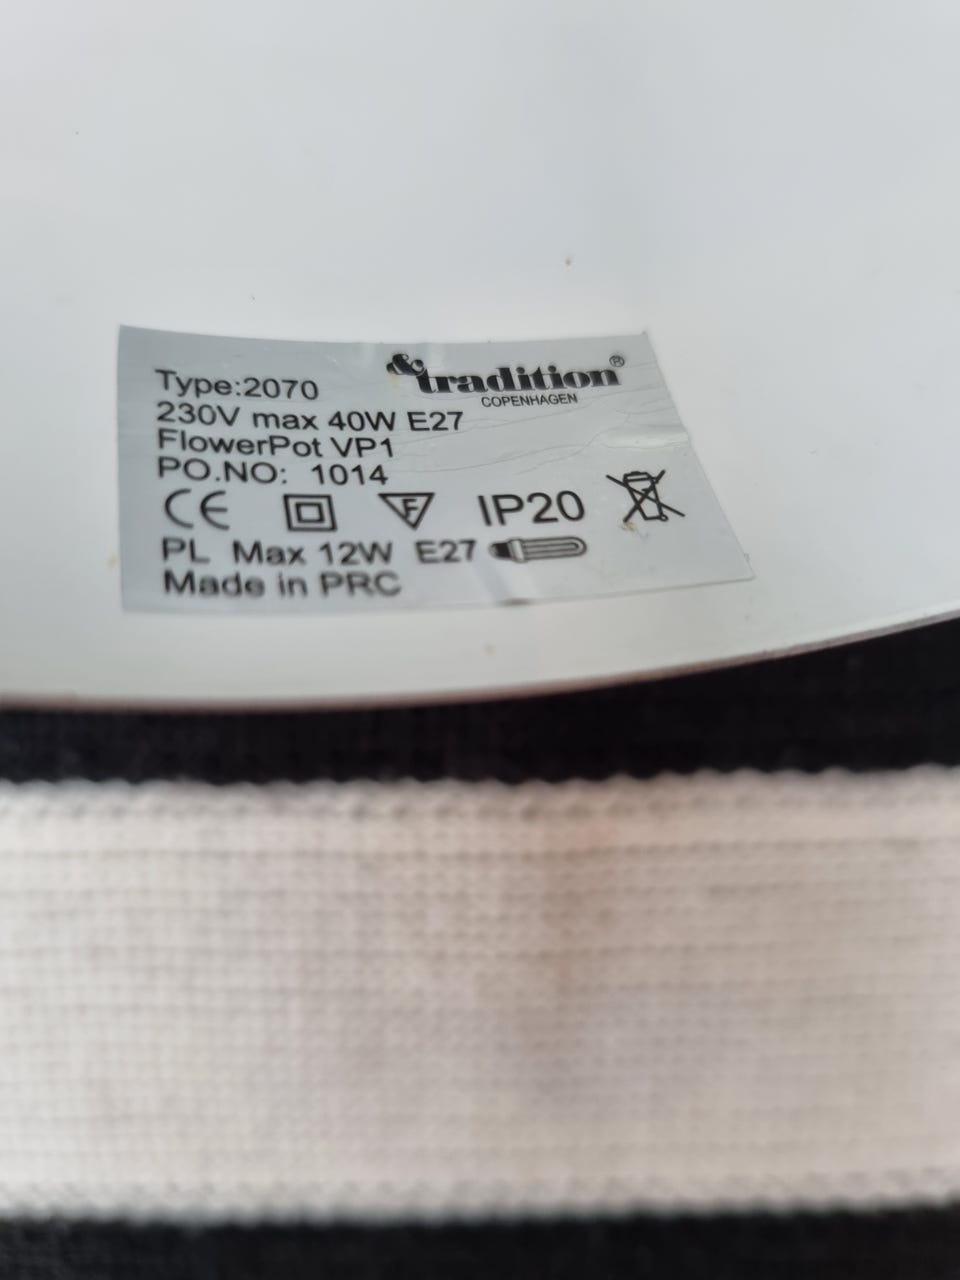 &tradition®
COPENHAGEN
Type:2070
230V max 40W E27
FlowerPot VP1
PO.NO: 1014
CE F IP20
PL Max 12W E27
Made in PRC